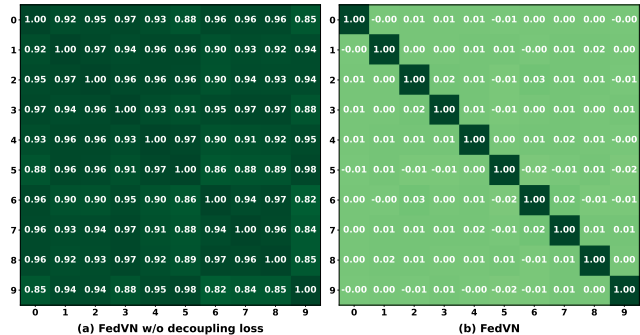 0 1.00 0.92 0.95 0.97 0.93 0.88 0.96 0.96 0.96 0.85
1 0.92 1.00 0.97 0.94 0.96 0.96 0.90 0.93 0.92 0.94
2 0.95 0.97 1.00 0.96 0.96 0.96 0.90 0.94 0.93 0.94
3 0.97 0.94 0.96 1.00 0.93 0.91 0.95 0.97 0.97 0.88
4 0.93 0.96 0.96 0.93 1.00 0.97 0.90 0.91 0.92 0.95
5 0.88 0.96 0.96 0.91 0.97 1.00 0.86 0.88 0.89 0.98
6 0.96 0.90 0.90 0.95 0.90 0.86 1.00 0.94 0.97 0.82
7 0.96 0.93 0.94 0.97 0.91 0.88 0.94 1.00 0.96 0.84
8 0.96 0.92 0.93 0.97 0.92 0.89 0.97 0.96 1.00 0.85
9 0.85 0.94 0.94 0.88 0.95 0.98 0.82 0.84 0.85 1.00
0 1 2 3 4 5 6 7 8 9
(a) FedVN w/o decoupling loss
0 1.00 -0.00 0.01 0.01 0.01 -0.01 0.00 0.01 0.00 -0.00
1 -0.00 1.00 0.00 0.00 0.01 0.01 -0.00 0.01 0.02 0.00
2 0.01 0.00 1.00 0.02 0.01 -0.01 0.03 0.01 0.01 -0.01
3 0.01 0.00 0.02 1.00 0.01 -0.01 0.01 0.00 0.00 0.01
4 0.01 0.01 0.01 0.01 1.00 0.00 0.01 0.02 0.01 -0.00
5 -0.01 0.01 -0.01 -0.01 0.00 1.00 -0.02 -0.01 0.01 -0.02
6 0.00 -0.00 0.03 0.00 0.01 -0.02 1.00 0.02 -0.01 -0.01
7 0.01 0.01 0.01 0.00 0.02 -0.01 0.02 1.00 0.01 0.01
8 0.00 0.02 0.01 0.00 0.01 0.01 -0.01 0.01 1.00 0.00
9 -0.00 0.00 -0.01 0.01 -0.00 -0.02 -0.01 0.01 0.00 1.00
0 1 2 3 4 5 6 7 8 9
(b) FedVN